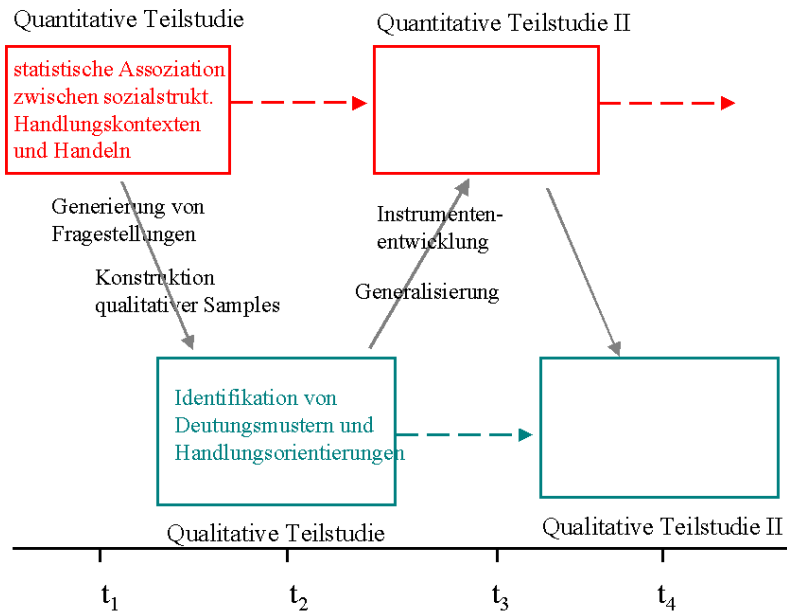 Quantitative Teilstudie
Quantitative Teilstudie II
statistische Assoziation
zwischen sozialstrukt.
Handlungskontexten
und Handeln
Generierung von
Fragestellungen
Konstruktion
qualitativer Samples
Instrumenten-
entwicklung
Generalisierung
Identifikation von
Deutungsmustern und
Handlungsorientierungen
Qualitative Teilstudie
Qualitative Teilstudie II
t1
t2
t3
t4